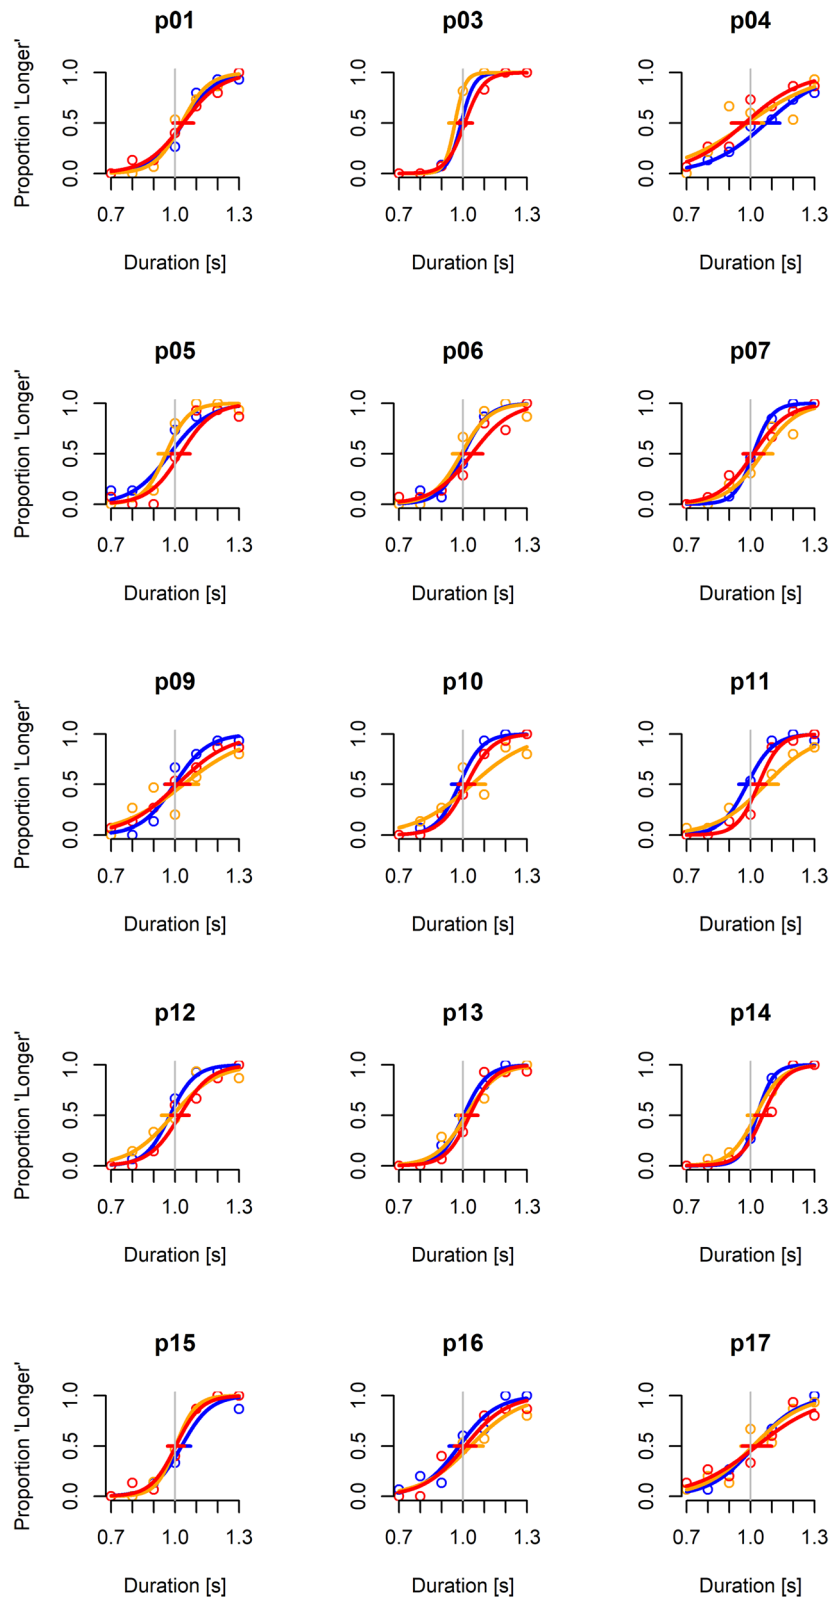 p01 p03 p04
Proportion 'Longer'
0.0 0.5 1.0 0.0 0.5 1.0 0.0 0.5 1.0
0.7 1.0 1.3 0.7 1.0 1.3 0.7 1.0 1.3
Duration [s] Duration [s] Duration [s]
p05 p06 p07
Proportion 'Longer'
0.0 0.5 1.0 0.0 0.5 1.0 0.0 0.5 1.0
0.7 1.0 1.3 0.7 1.0 1.3 0.7 1.0 1.3
Duration [s] Duration [s] Duration [s]
p09 p10 p11
Proportion 'Longer'
0.0 0.5 1.0 0.0 0.5 1.0 0.0 0.5 1.0
0.7 1.0 1.3 0.7 1.0 1.3 0.7 1.0 1.3
Duration [s] Duration [s] Duration [s]
p12 p13 p14
Proportion 'Longer'
0.0 0.5 1.0 0.0 0.5 1.0 0.0 0.5 1.0
0.7 1.0 1.3 0.7 1.0 1.3 0.7 1.0 1.3
Duration [s] Duration [s] Duration [s]
p15 p16 p17
Proportion 'Longer'
0.0 0.5 1.0 0.0 0.5 1.0 0.0 0.5 1.0
0.7 1.0 1.3 0.7 1.0 1.3 0.7 1.0 1.3
Duration [s] Duration [s] Duration [s]